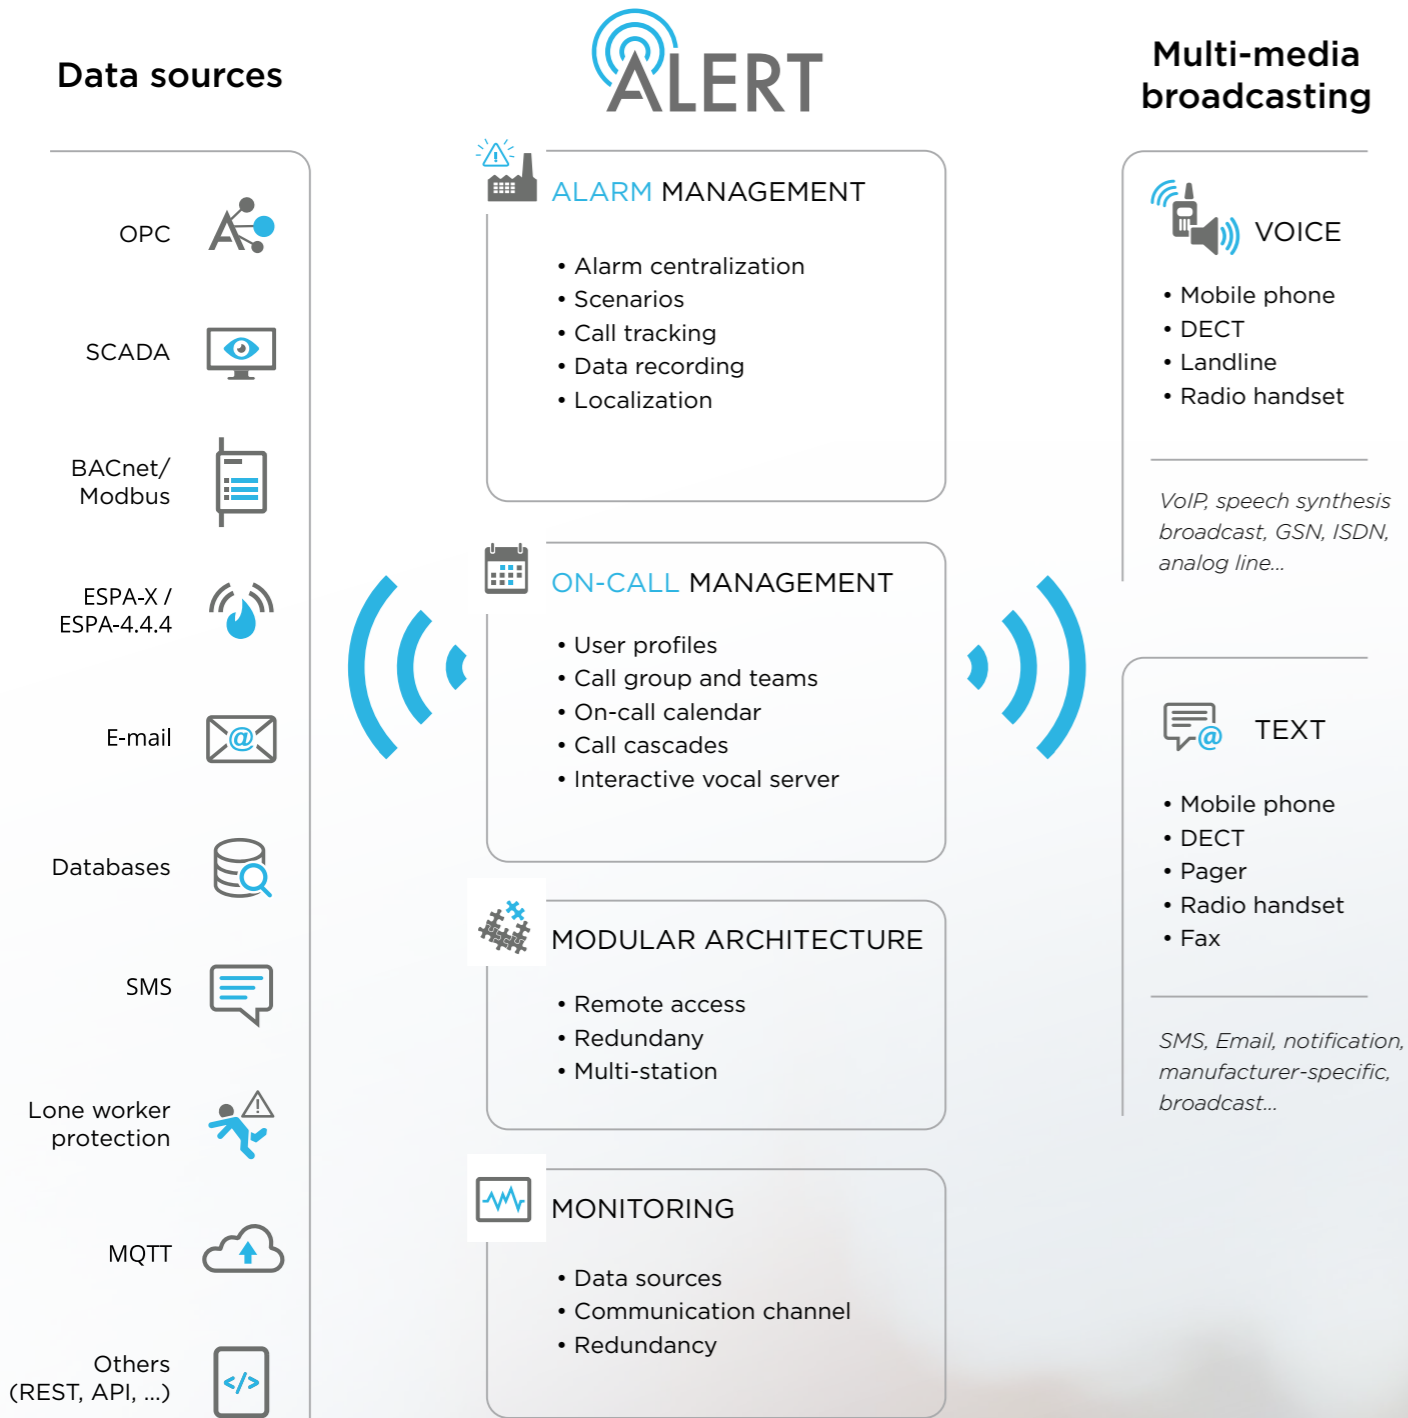 Data sources
OPC
SCADA
BACnet/
Modbus
ESPA-X /
ESPA-4.4.4
E-mail
@
Databases
SMS
Lone worker
protection
MQTT
Others
(REST, API, ...)
</>
ALERT
ALARM MANAGEMENT
• Alarm centralization
• Scenarios
• Call tracking
• Data recording
• Localization
ON-CALL MANAGEMENT
• User profiles
• Call group and teams
• On-call calendar
• Call cascades
• Interactive vocal server
MODULAR ARCHITECTURE
• Remote access
• Redundany
• Multi-station
MONITORING
• Data sources
• Communication channel
• Redundancy
Multi-media
broadcasting
VOICE
• Mobile phone
• DECT
• Landline
• Radio handset
VoIP, speech synthesis
broadcast, GSN, ISDN,
analog line...
@
TEXT
• Mobile phone
• DECT
• Pager
• Radio handset
• Fax
SMS, Email, notification,
manufacturer-specific,
broadcast...